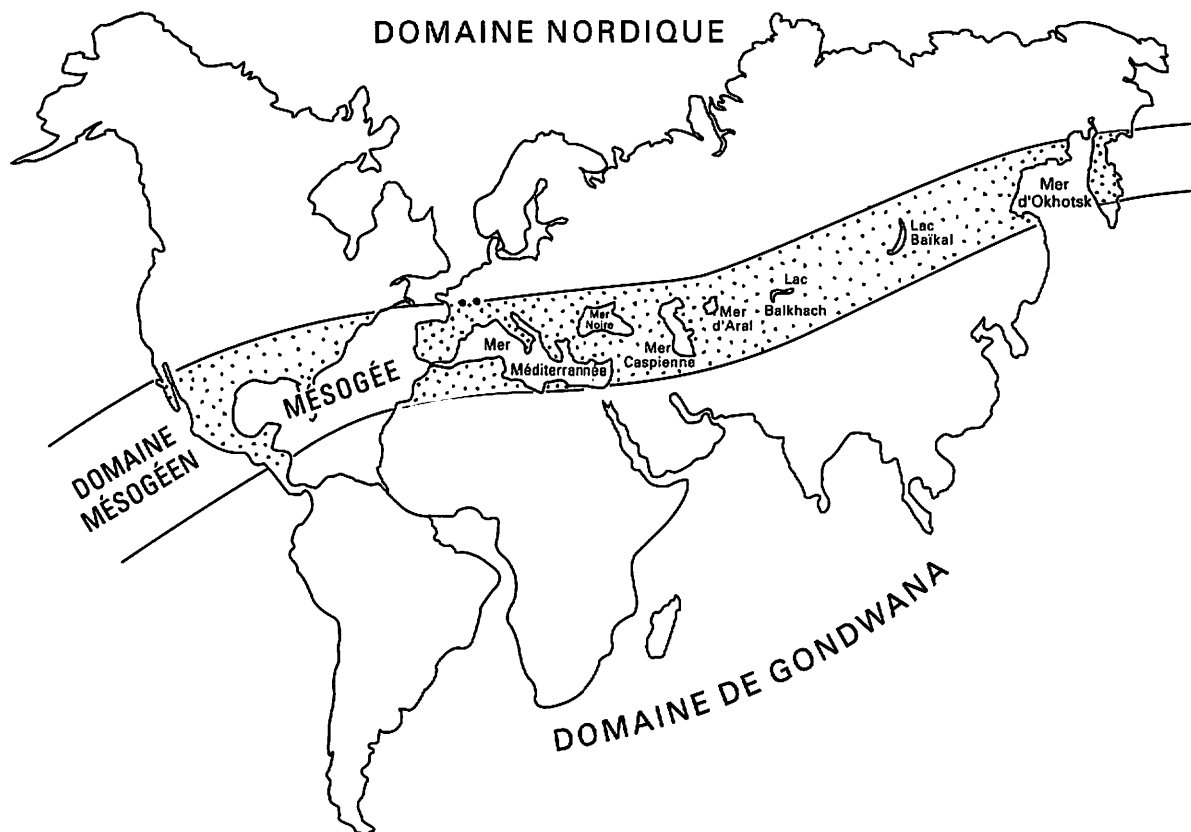 DOMAINE NORDIQUE
Mer
d'Okhotsk
Lac
Baïkal
Lac
Balkhach
Mer
d'Aral
Mer
Noire
Mer
Caspienne
Mer
Méditerrannée
MÉSOGÉE
DOMAINE
MÉSOGÉEN
DOMAINE DE GONDWANA